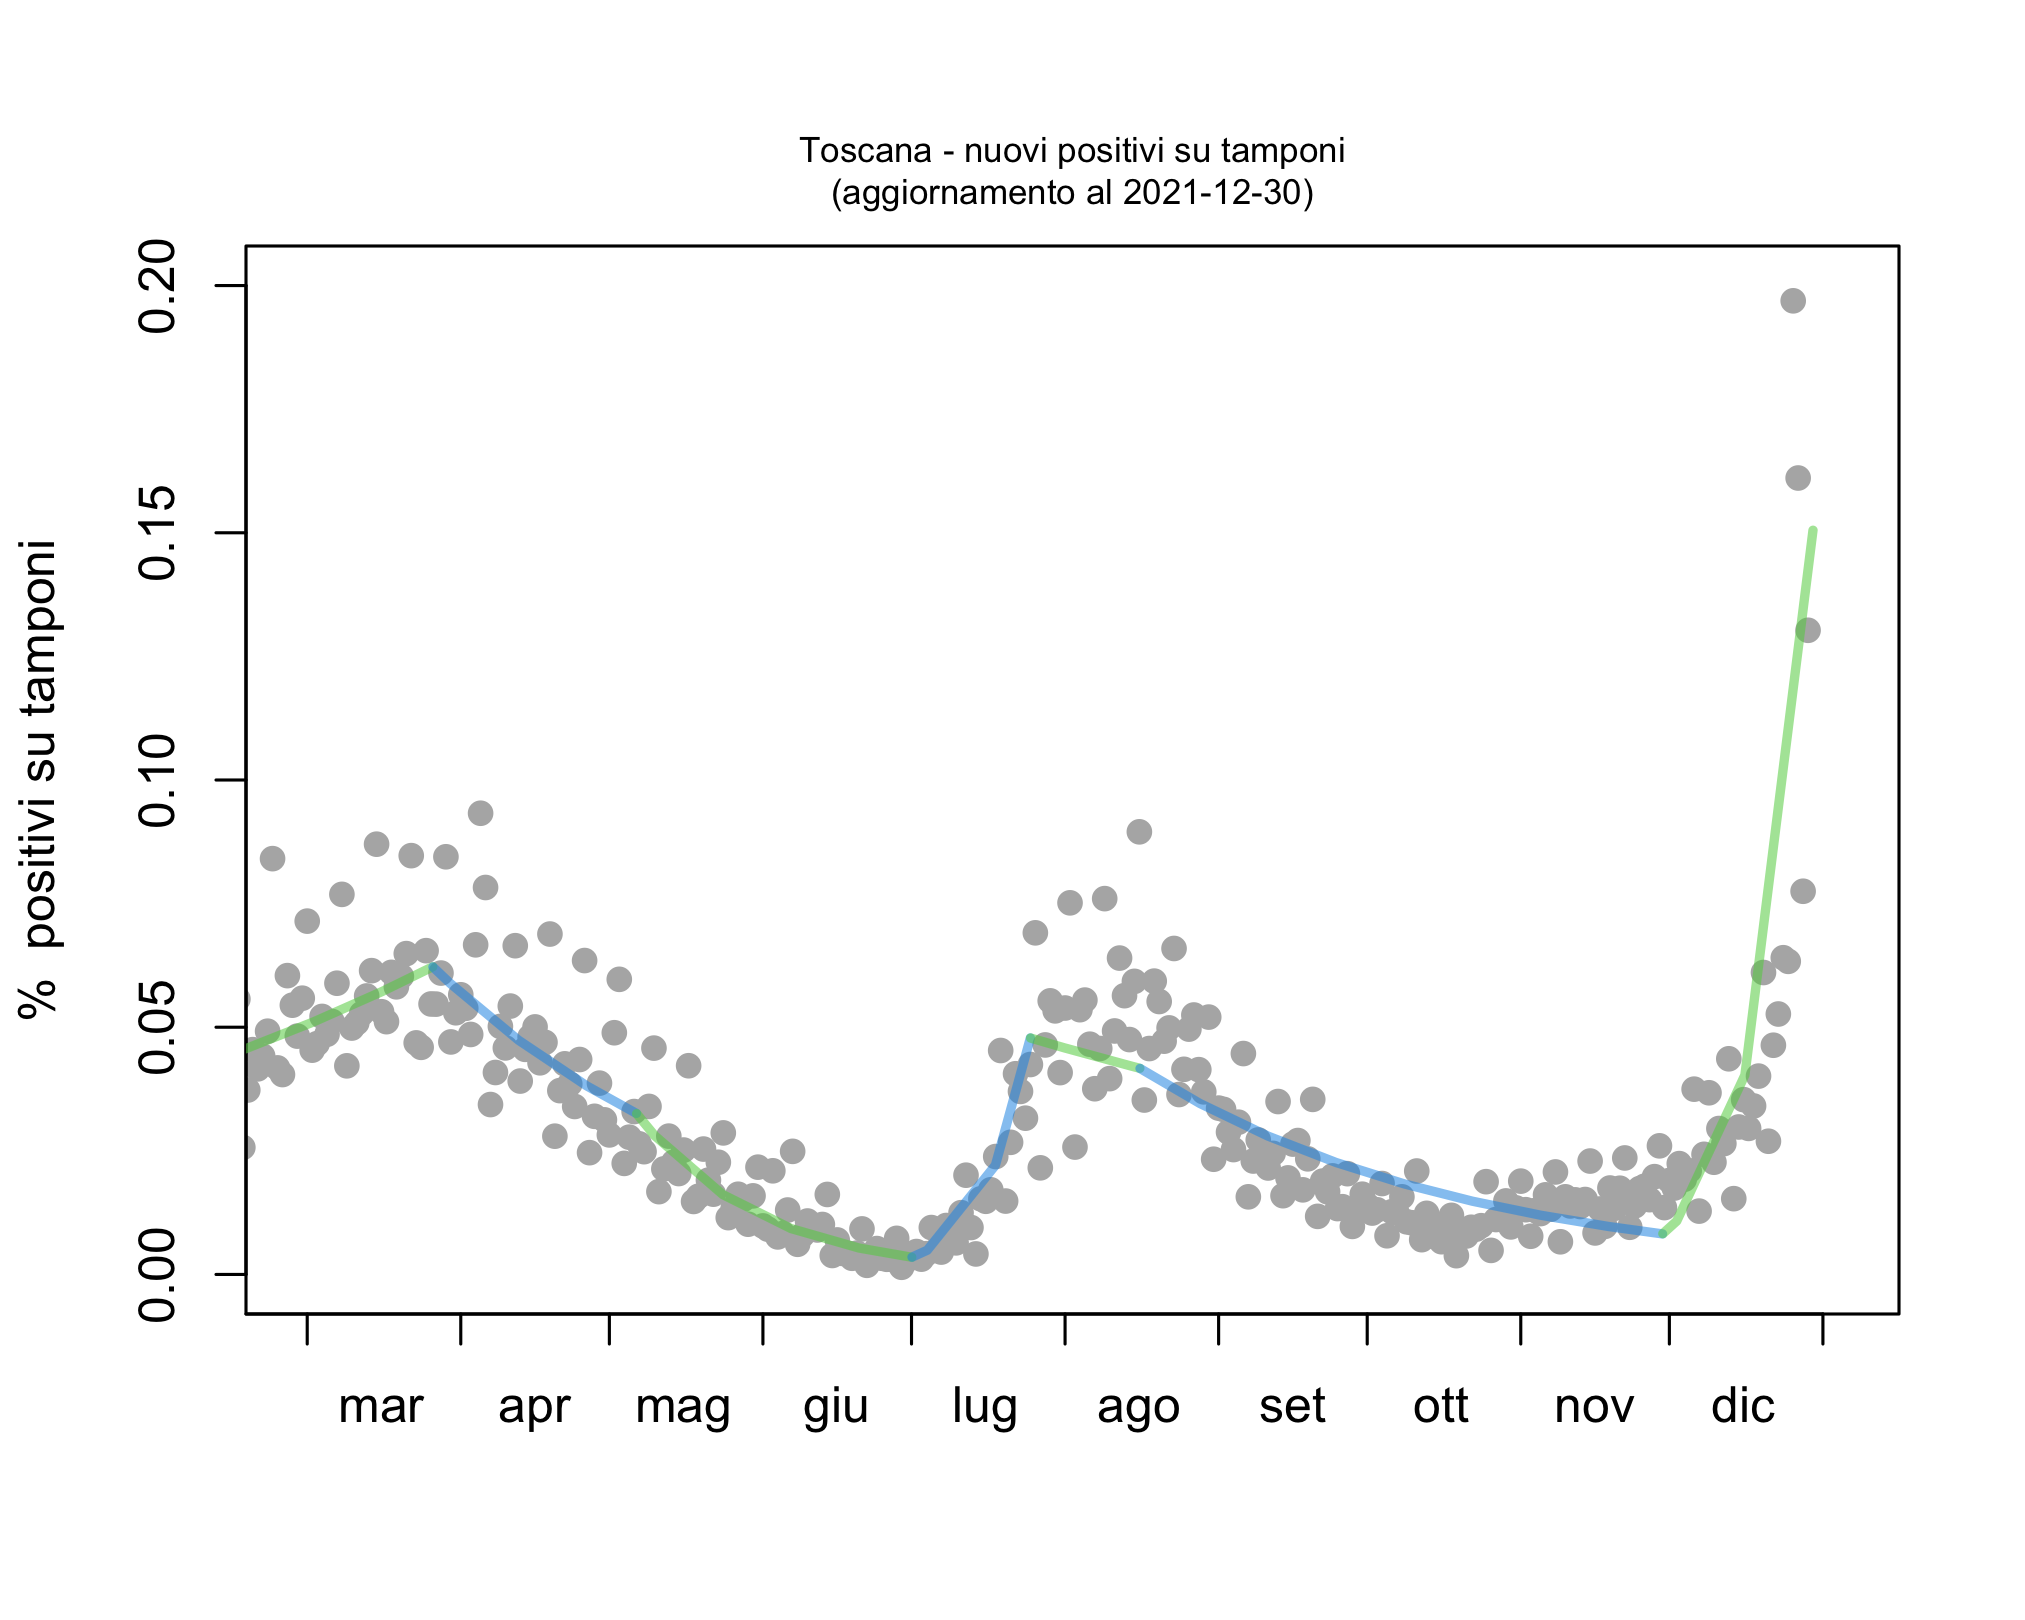 Toscana - nuovi positivi su tamponi
(aggiornamento al 2021-12-30)
% positivi su tamponi
0.20
0.15
0.10
0.05
0.00
mar apr mag giu lug ago set ott nov dic